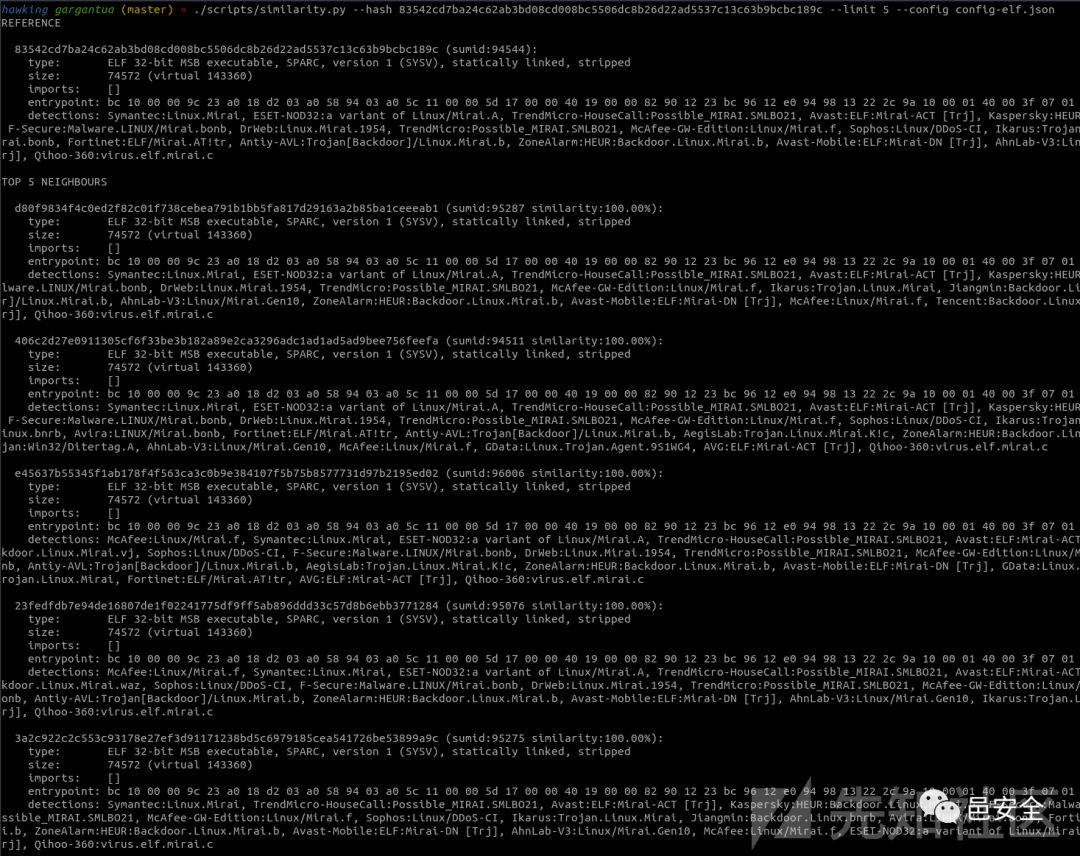 hawking gargantua (master) » ./scripts/similarity.py --hash 83542cd7ba24c62ab3bd08cd008bc5506dc8b26d22ad5537c13c63b9bcbc189c --limit 5 --config config-elf.json
REFERENCE
83542cd7ba24c62ab3bd08cd008bc5506dc8b26d22ad5537c13c63b9bcbc189c (sumid:94544):
type: ELF 32-bit MSB executable, SPARC, version 1 (SYSV), statically linked, stripped
size: 74572 (virtual 143360)
imports: []
entrypoint: bc 10 00 00 9c 23 a0 18 d2 03 a0 58 94 03 a0 5c 11 00 00 5d 17 00 00 40 19 00 00 82 90 12 23 bc 96 12 e0 94 98 13 22 2c 9a 10 00 01 40 00 3f 07 01
detections: Symantec:Linux.Mirai, ESET-NOD32:a variant of Linux/Mirai.A, TrendMicro-HouseCall:Possible_MIRAI.SMLBO21, Avast:ELF:Mirai-ACT [Trj], Kaspersky:HEUR
F-Secure:Malware.LINUX/Mirai.bonb, DrWeb:Linux.Mirai.1954, TrendMicro:Possible_MIRAI.SMLBO21, McAfee-GW-Edition:Linux/Mirai.f, Sophos:Linux/DDoS-CI, Ikarus:Trojan
rai.bonb, Fortinet:ELF/Mirai.AT!tr, Antiy-AVL:Trojan[Backdoor]/Linux.Mirai.b, ZoneAlarm:HEUR:Backdoor.Linux.Mirai.b, Avast-Mobile:ELF:Mirai-DN [Trj], AhnLab-V3:Lin
rj], Qihoo-360:virus.elf.mirai.c
TOP 5 NEIGHBOURS
d80f9834f4c0ed2f82c01f738cebea791b1bb5fa817d29163a2b85ba1ceeeab1 (sumid:95287 similarity:100.00%):
type: ELF 32-bit MSB executable, SPARC, version 1 (SYSV), statically linked, stripped
size: 74572 (virtual 143360)
imports: []
entrypoint: bc 10 00 00 9c 23 a0 18 d2 03 a0 58 94 03 a0 5c 11 00 00 5d 17 00 00 40 19 00 00 82 90 12 23 bc 96 12 e0 94 98 13 22 2c 9a 10 00 01 40 00 3f 07 01
detections: Symantec:Linux.Mirai, ESET-NOD32:a variant of Linux/Mirai.A, TrendMicro-HouseCall:Possible_MIRAI.SMLBO21, Avast:ELF:Mirai-ACT [Trj], Kaspersky:HEUR
lware.LINUX/Mirai.bonb, DrWeb:Linux.Mirai.1954, TrendMicro:Possible_MIRAI.SMLBO21, McAfee-GW-Edition:Linux/Mirai.f, Ikarus:Trojan.Linux.Mirai, Jiangmin:Backdoor.Li
r]/Linux.Mirai.b, AhnLab-V3:Linux/Mirai.Gen10, ZoneAlarm:HEUR:Backdoor.Linux.Mirai.b, Avast-Mobile:ELF:Mirai-DN [Trj], McAfee:Linux/Mirai.f, Tencent:Backdoor.Linux
rj], Qihoo-360:virus.elf.mirai.c
406c2d27e0911305cf6f33be3b182a89e2ca3296adc1ad1ad5ad9bee756feefa (sumid:94511 similarity:100.00%):
type: ELF 32-bit MSB executable, SPARC, version 1 (SYSV), statically linked, stripped
size: 74572 (virtual 143360)
imports: []
entrypoint: bc 10 00 00 9c 23 a0 18 d2 03 a0 58 94 03 a0 5c 11 00 00 5d 17 00 00 40 19 00 00 82 90 12 23 bc 96 12 e0 94 98 13 22 2c 9a 10 00 01 40 00 3f 07 01
detections: Symantec:Linux.Mirai, ESET-NOD32:a variant of Linux/Mirai.A, TrendMicro-HouseCall:Possible_MIRAI.SMLBO21, Avast:ELF:Mirai-ACT [Trj], Kaspersky:HEUR
F-Secure:Malware.LINUX/Mirai.bonb, DrWeb:Linux.Mirai.1954, TrendMicro:Possible_MIRAI.SMLBO21, McAfee-GW-Edition:Linux/Mirai.f, Sophos:Linux/DDoS-CI, Ikarus:Trojan
inux.bnrb, Avira:LINUX/Mirai.bonb, Fortinet:ELF/Mirai.AT!tr, Antiy-AVL:Trojan[Backdoor]/Linux.Mirai.b, AegisLab:Trojan.Linux.Mirai.K!c, ZoneAlarm:HEUR:Backdoor.Lin
jan:Win32/Ditertag.A, AhnLab-V3:Linux/Mirai.Gen10, McAfee:Linux/Mirai.f, GData:Linux.Trojan.Agent.9S1WG4, AVG:ELF:Mirai-ACT [Trj], Qihoo-360:virus.elf.mirai.c
e45637b55345f1ab178f4f563ca3c0b9e384107f5b75b8577731d97b2195ed02 (sumid:96006 similarity:100.00%):
type: ELF 32-bit MSB executable, SPARC, version 1 (SYSV), statically linked, stripped
size: 74572 (virtual 143360)
imports: []
entrypoint: bc 10 00 00 9c 23 a0 18 d2 03 a0 58 94 03 a0 5c 11 00 00 5d 17 00 00 40 19 00 00 82 90 12 23 bc 96 12 e0 94 98 13 22 2c 9a 10 00 01 40 00 3f 07 01
detections: McAfee:Linux/Mirai.f, Symantec:Linux.Mirai, ESET-NOD32:a variant of Linux/Mirai.A, TrendMicro-HouseCall:Possible_MIRAI.SMLBO21, Avast:ELF:Mirai-ACT
kdoor.Linux.Mirai.vj, Sophos:Linux/DDoS-CI, F-Secure:Malware.LINUX/Mirai.bonb, DrWeb:Linux.Mirai.1954, TrendMicro:Possible_MIRAI.SMLBO21, McAfee-GW-Edition:Linux/M
nb, Antiy-AVL:Trojan[Backdoor]/Linux.Mirai.b, AegisLab:Trojan.Linux.Mirai.K!c, ZoneAlarm:HEUR:Backdoor.Linux.Mirai.b, Avast-Mobile:ELF:Mirai-DN [Trj], GData:Linux.
rojan.Linux.Mirai, Fortinet:ELF/Mirai.AT!tr, AVG:ELF:Mirai-ACT [Trj], Qihoo-360:virus.elf.mirai.c
23fedfdb7e94de16807de1f02241775df9ff5ab896ddd33c57d8b6ebb3771284 (sumid:95076 similarity:100.00%):
type: ELF 32-bit MSB executable, SPARC, version 1 (SYSV), statically linked, stripped
size: 74572 (virtual 143360)
imports: []
entrypoint: bc 10 00 00 9c 23 a0 18 d2 03 a0 58 94 03 a0 5c 11 00 00 5d 17 00 00 40 19 00 00 82 90 12 23 bc 96 12 e0 94 98 13 22 2c 9a 10 00 01 40 00 3f 07 01
detections: McAfee:Linux/Mirai.f, Symantec:Linux.Mirai, ESET-NOD32:a variant of Linux/Mirai.A, TrendMicro-HouseCall:Possible_MIRAI.SMLBO21, Avast:ELF:Mirai-ACT
kdoor.Linux.Mirai.waz, Sophos:Linux/DDoS-CI, F-Secure:Malware.LINUX/Mirai.bonb, DrWeb:Linux.Mirai.1954, TrendMicro:Possible_MIRAI.SMLBO21, McAfee-GW-Edition:Linux/
onb, Antiy-AVL:Trojan[Backdoor]/Linux.Mirai.b, ZoneAlarm:HEUR:Backdoor.Linux.Mirai.b, Avast-Mobile:ELF:Mirai-DN [Trj], AhnLab-V3:Linux/Mirai.Gen10, Ikarus:Trojan.L
rj], Qihoo-360:virus.elf.mirai.c
3a2c922c2c553c93178e27ef3d91171238bd5c6979185cea541726be53899a9c (sumid:95275 similarity:100.00%):
type: ELF 32-bit MSB executable, SPARC, version 1 (SYSV), statically linked, stripped
size: 74572 (virtual 143360)
imports: []
entrypoint: bc 10 00 00 9c 23 a0 18 d2 03 a0 58 94 03 a0 5c 11 00 00 5d 17 00 00 40 19 00 00 82 90 12 23 bc 96 12 e0 94 98 13 22 2c 9a 10 00 01 40 00 3f 07 01
detections: Symantec:Linux.Mirai, TrendMicro-HouseCall:Possible_MIRAI.SMLBO21, Avast:ELF:Mirai-ACT [Trj], Kaspersky:HEUR:Backdoor
ssible_MIRAI.SMLBO21, McAfee-GW-Edition:Linux/Mirai.f, Sophos:Linux/DDoS-CI, Ikarus:Trojan.Linux.Mirai, Jiangmin:Backdoor.Linux.bnrb, Forti
i.b, ZoneAlarm:HEUR:Backdoor.Linux.Mirai.b, Avast-Mobile:ELF:Mirai-DN [Trj], AhnLab-V3:Linux/Mirai.Gen10, McAfee:Linux/Mirai.f, ESET-NOD32:a variant of Linux/Mirai
rj], Qihoo-360:virus.elf.mirai.c
先知社区
邑安全